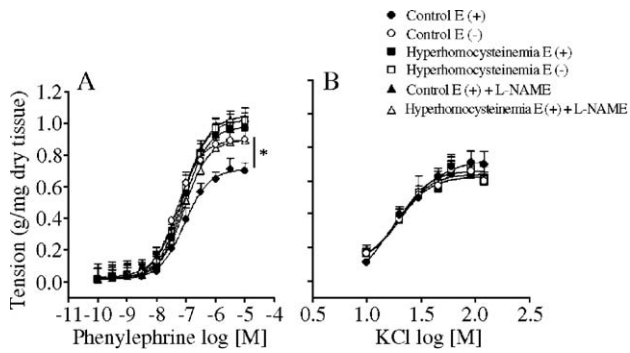 Control E (+)
Control E (-)
Hyperhomocysteinemia E (+)
Hyperhomocysteinemia E (-)
Control E (+) + L-NAME
Hyperhomocysteinemia E (+) + L-NAME
A
B
Tension (g/mg dry tissue)
1.2
1.0
0.8
0.6
0.4
0.2
0.0
*
-11 -10 -9 -8 -7 -6 -5 -4
Phenylephrine log [M]
0.5 1.0 1.5 2.0 2.5
KCl log [M]